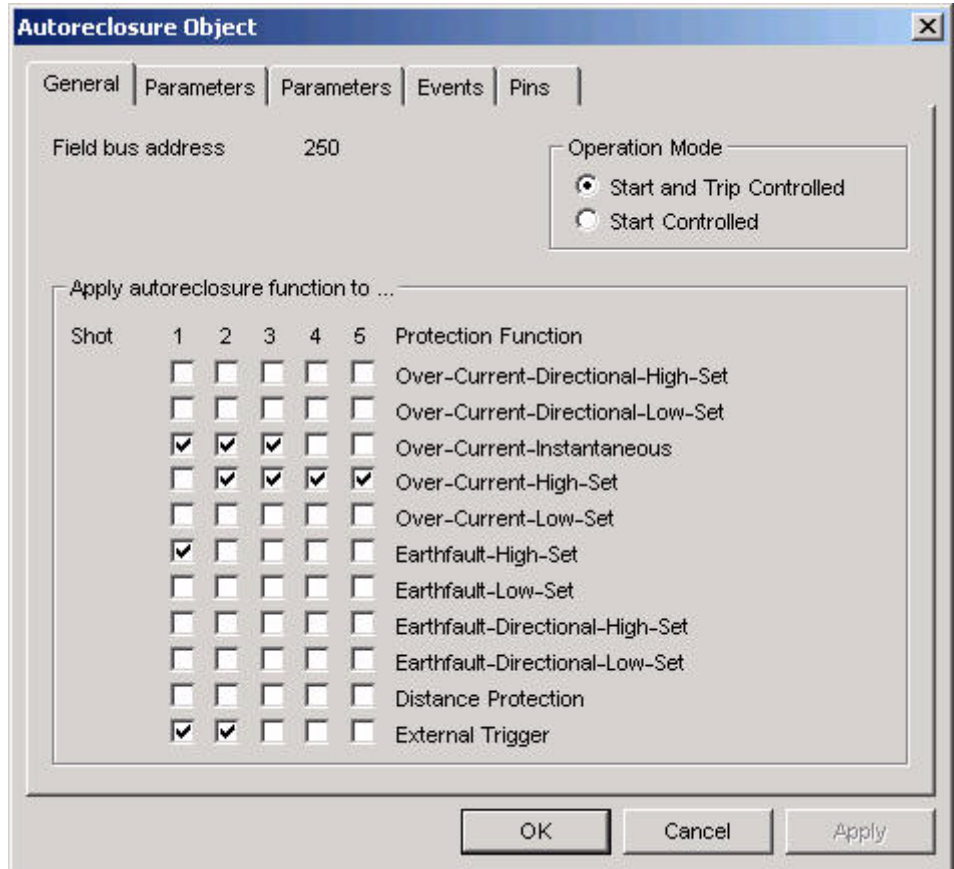 Autoreclosure Object
General Parameters Parameters Events Pins
Field bus address 250
Operation Mode
Start and Trip Controlled
Start Controlled
Apply autoreclosure function to ...
Shot 1 2 3 4 5 Protection Function
Over-Current-Directional-High-Set
Over-Current-Directional-Low-Set
Over-Current-Instantaneous
Over-Current-High-Set
Over-Current-Low-Set
Earthfault-High-Set
Earthfault-Low-Set
Earthfault-Directional-High-Set
Earthfault-Directional-Low-Set
Distance Protection
External Trigger
OK Cancel Apply